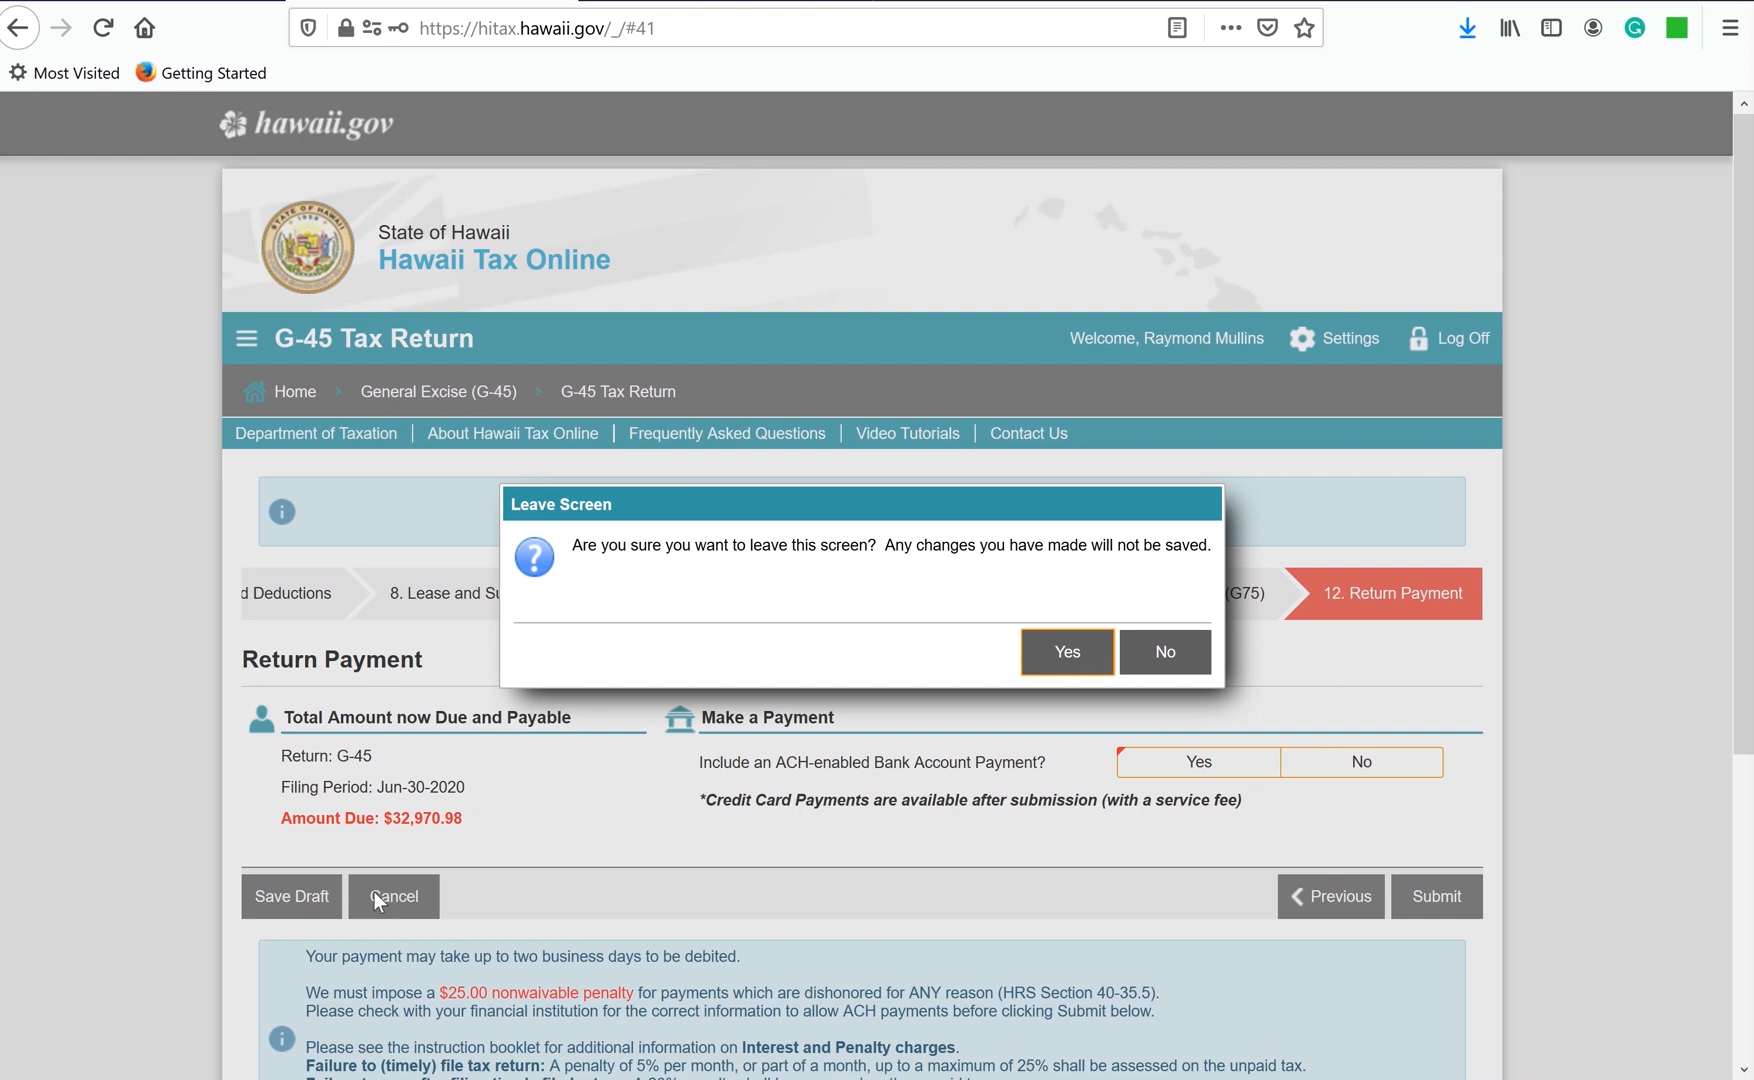 https://hitax.hawaii.gov/_/#41
Most Visited
Getting Started
hawaii.gov
State of Hawaii
Hawaii Tax Online
G-45 Tax Return
Welcome, Raymond Mullins
Settings
Log Off
Home
General Excise (G-45)
G-45 Tax Return
Department of Taxation
About Hawaii Tax Online
Frequently Asked Questions
Video Tutorials
Contact Us
Leave Screen
Are you sure you want to leave this screen?  Any changes you have made will not be saved.
Yes
No
d Deductions
8. Lease and Su
(G75)
12. Return Payment
Return Payment
Total Amount now Due and Payable
Make a Payment
Return: G-45
Filing Period: Jun-30-2020
Amount Due: $32,970.98
Include an ACH-enabled Bank Account Payment?
Yes
No
*Credit Card Payments are available after submission (with a service fee)
Save Draft
Cancel
Previous
Submit
Your payment may take up to two business days to be debited.
We must impose a $25.00 nonwaivable penalty for payments which are dishonored for ANY reason (HRS Section 40-35.5).
Please check with your financial institution for the correct information to allow ACH payments before clicking Submit below.
Please see the instruction booklet for additional information on Interest and Penalty charges.
Failure to (timely) file tax return: A penalty of 5% per month, or part of a month, up to a maximum of 25% shall be assessed on the unpaid tax.